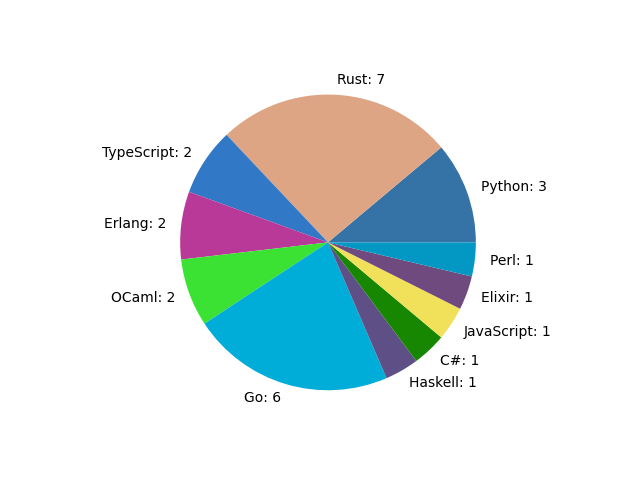 Rust: 7
TypeScript: 2
Python: 3
Erlang: 2
Perl: 1
OCaml: 2
Elixir: 1
JavaScript: 1
C#: 1
Haskell: 1
Go: 6